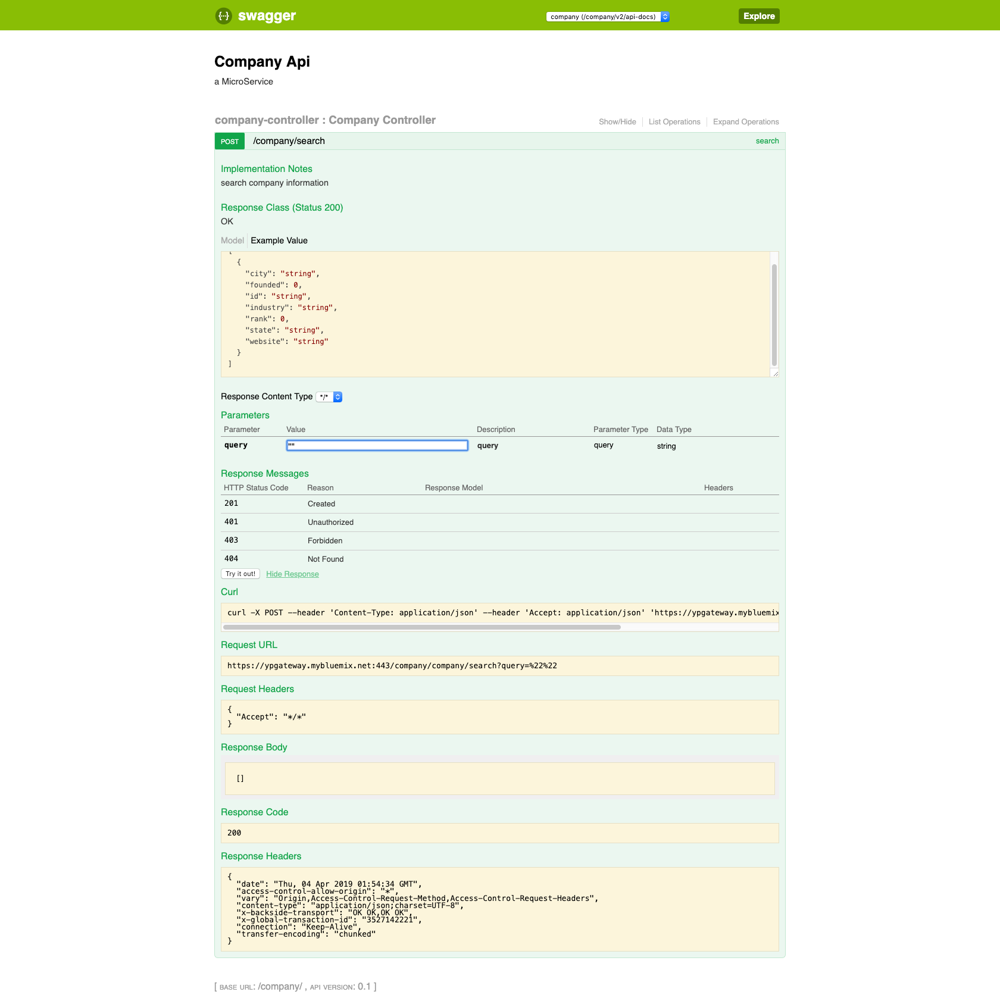 {···} swagger
company (/company/v2/api-docs)
Explore
Company Api
a MicroService
company-controller : Company Controller
Show/Hide
List Operations
Expand Operations
POST
/company/search
search
Implementation Notes
search company information
Response Class (Status 200)
OK
Model
Example Value
[
{
"city": "string",
"founded": 0,
"id": "string",
"industry": "string",
"rank": 0,
"state": "string",
"website": "string"
}
]
Response Content Type */*
Parameters
Parameter Value Description Parameter Type Data Type
query "" query query string
Response Messages
HTTP Status Code Reason Response Model Headers
201 Created
401 Unauthorized
403 Forbidden
404 Not Found
Try it out! Hide Response
Curl
curl -X POST --header 'Content-Type: application/json' --header 'Accept: application/json' 'https://ypgateway.mybluemix
Request URL
https://ypgateway.mybluemix.net:443/company/company/search?query=%22%22
Request Headers
{
"Accept": "*/*"
}
Response Body
[]
Response Code
200
Response Headers
{
"date": "Thu, 04 Apr 2019 01:54:34 GMT",
"access-control-allow-origin": "*",
"vary": "Origin,Access-Control-Request-Method,Access-Control-Request-Headers",
"content-type": "application/json;charset=UTF-8",
"x-backside-transport": "OK OK,OK OK",
"x-global-transaction-id": "3527142221",
"connection": "Keep-Alive",
"transfer-encoding": "chunked"
}
[ BASE URL: /company/ , API VERSION: 0.1 ]